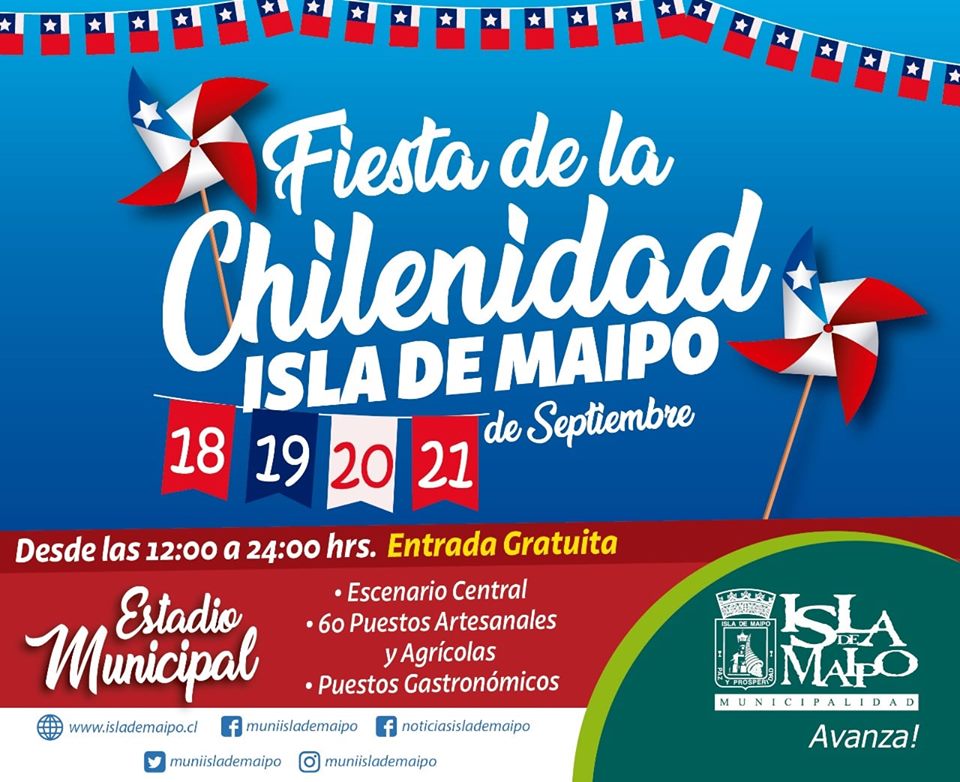 Fiesta de la
Chilenidad
ISLA DE MAIPO
18 19 20 21 de Septiembre
Desde las 12:00 a 24:00 hrs. Entrada Gratuita
Estadio
Municipal
• Escenario Central
• 60 Puestos Artesanales
y Agrícolas
• Puestos Gastronómicos
ISLA DE MAIPO
PAZ Y PROSPERIDAD
ISLA
DE
MAIPO
MUNICIPALIDAD
Avanza!
www.islademaipo.cl muniislademaipo noticiasislademaipo
muniislademaipo muniislademaipo